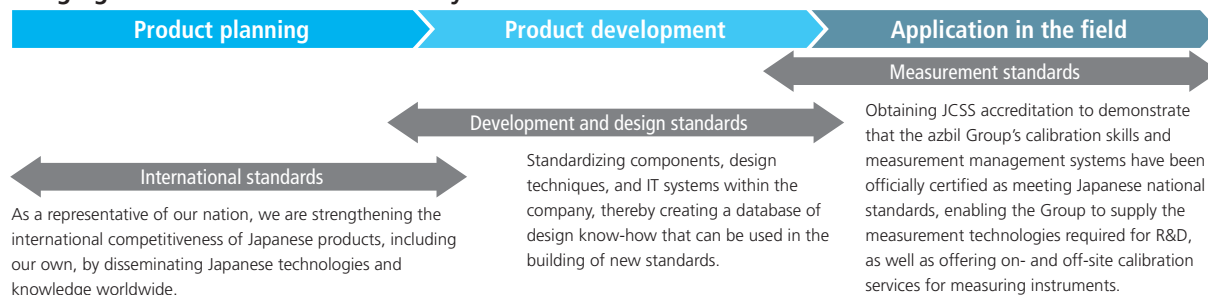 Product planning
Product development
Application in the field
Measurement standards
Obtaining JCSS accreditation to demonstrate
that the azbil Group's calibration skills and
measurement management systems have been
officially certified as meeting Japanese national
standards, enabling the Group to supply the
measurement technologies required for R&D,
as well as offering on- and off-site calibration
services for measuring instruments.
Development and design standards
Standardizing components, design
techniques, and IT systems within the
company, thereby creating a database of
design know-how that can be used in the
building of new standards.
International standards
As a representative of our nation, we are strengthening the
international competitiveness of Japanese products, including
our own, by disseminating Japanese technologies and
knowledge worldwide.